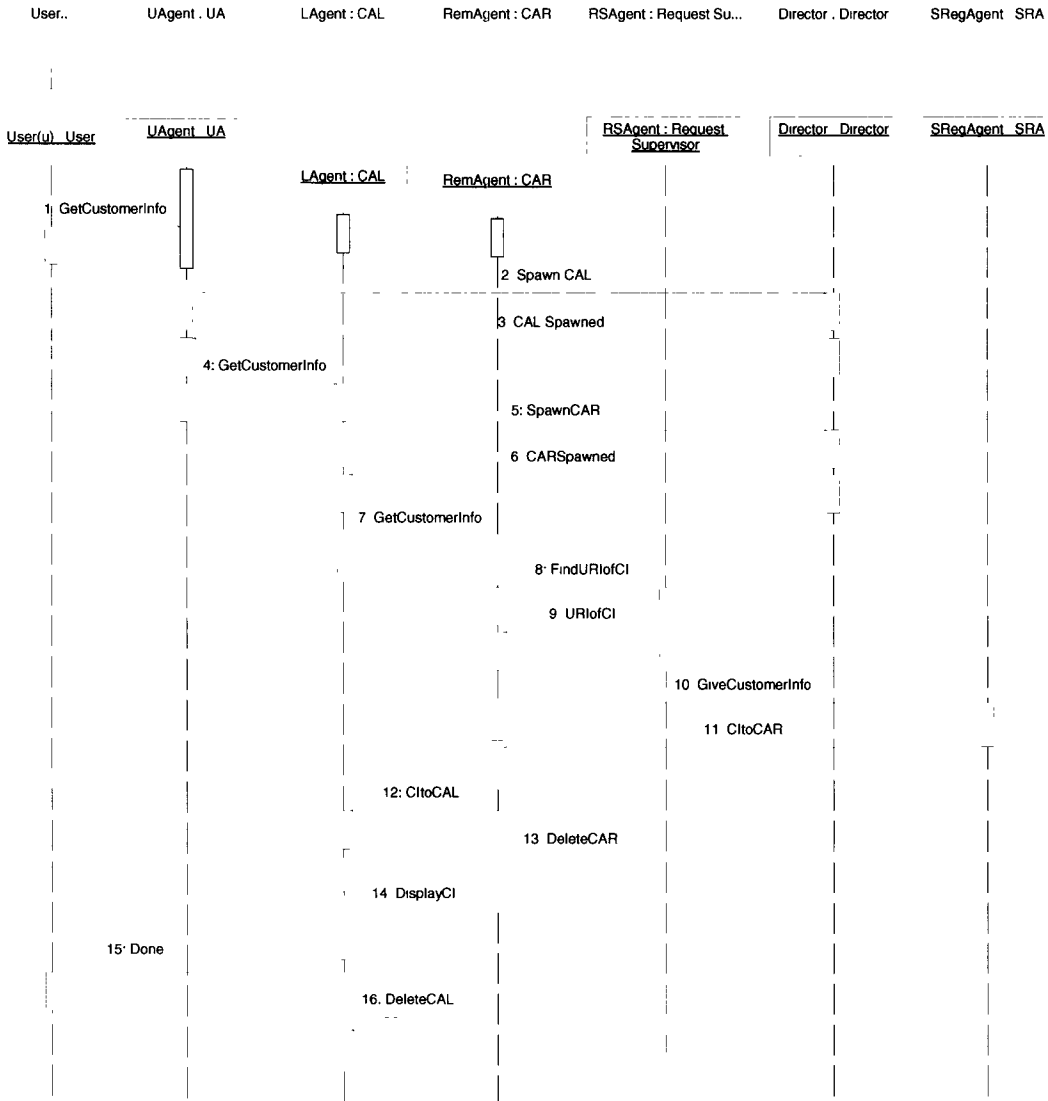 User..
UAgent . UA
LAgent : CAL
RemAgent : CAR
RSAgent : Request Su...
Director . Director
SRegAgent SRA
User(u) User
UAgent UA
LAgent : CAL
RemAgent : CAR
RSAgent : Request
Supervisor
Director Director
SRegAgent SRA
1 GetCustomerInfo
2 Spawn CAL
3 CAL Spawned
4: GetCustomerInfo
5: SpawnCAR
6 CARSpawned
7 GetCustomerInfo
8: FindURIofCI
9 URIofCI
10 GiveCustomerInfo
11 CItoCAR
12: CItoCAL
13 DeleteCAR
14 DisplayCI
15: Done
16. DeleteCAL